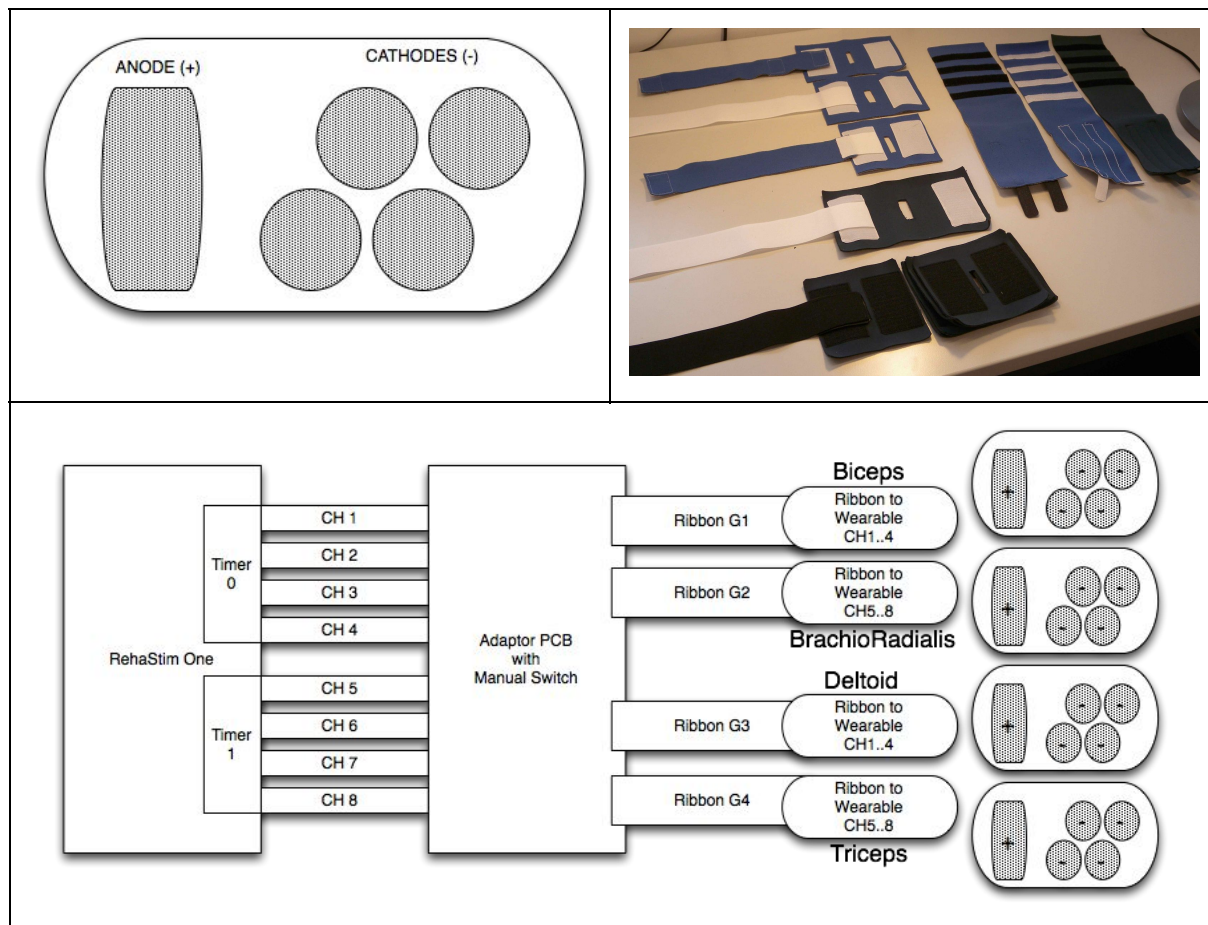 ANODE (+)
CATHODES (-)
RehaStim One
Timer
0
Timer
1
CH 1
CH 2
CH 3
CH 4
CH 5
CH 6
CH 7
CH 8
Adaptor PCB
with
Manual Switch
Ribbon G1
Ribbon G2
Ribbon G3
Ribbon G4
Biceps
Ribbon to
Wearable
CH1..4
Ribbon to
Wearable
CH5..8
BrachioRadialis
Deltoid
Ribbon to
Wearable
CH1..4
Ribbon to
Wearable
CH5..8
Triceps
+
- -
- -
+
- -
- -
+
- -
- -
+
- -
- -